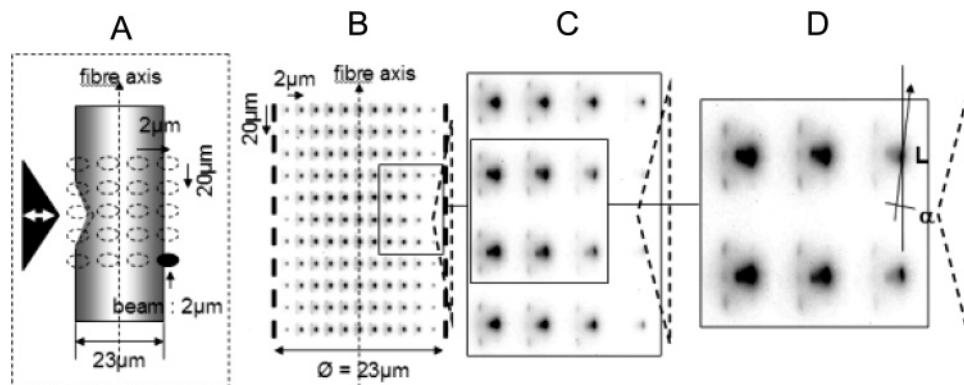 A
fibre axis
2µm
20µm
beam : 2µm
23µm
B
fibre axis
2µm
20µm
Ø = 23µm
C
D
L
α